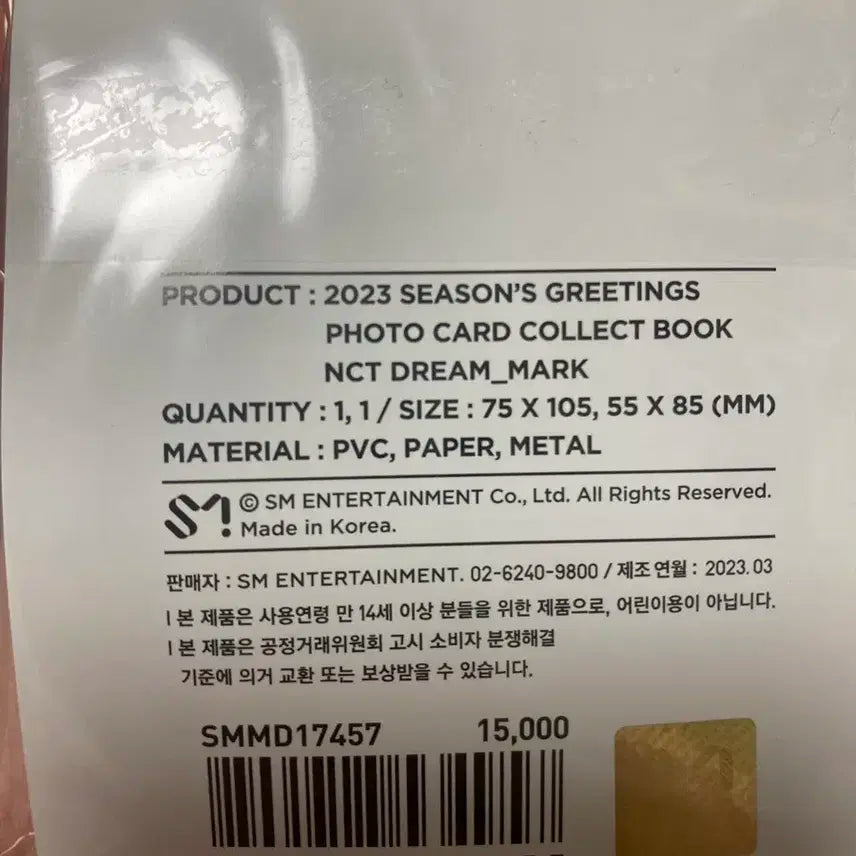 PRODUCT : 2023 SEASON'S GREETINGS
PHOTO CARD COLLECT BOOK
NCT DREAM_MARK
QUANTITY : 1, 1 / SIZE : 75 X 105, 55 X 85 (MM)
MATERIAL : PVC, PAPER, METAL
SM
© SM ENTERTAINMENT Co., Ltd. All Rights Reserved.
Made in Korea.
판매자 : SM ENTERTAINMENT. 02-6240-9800 / 제조연월 : 2023.03
l 본 제품은 사용연령 만 14세 이상 분들을 위한 제품으로, 어린이용이 아닙니다.
l 본 제품은 공정거래위원회 고시 소비자 분쟁해결
기준에 의거 교환 또는 보상받을 수 있습니다.
SMMD17457 15,000